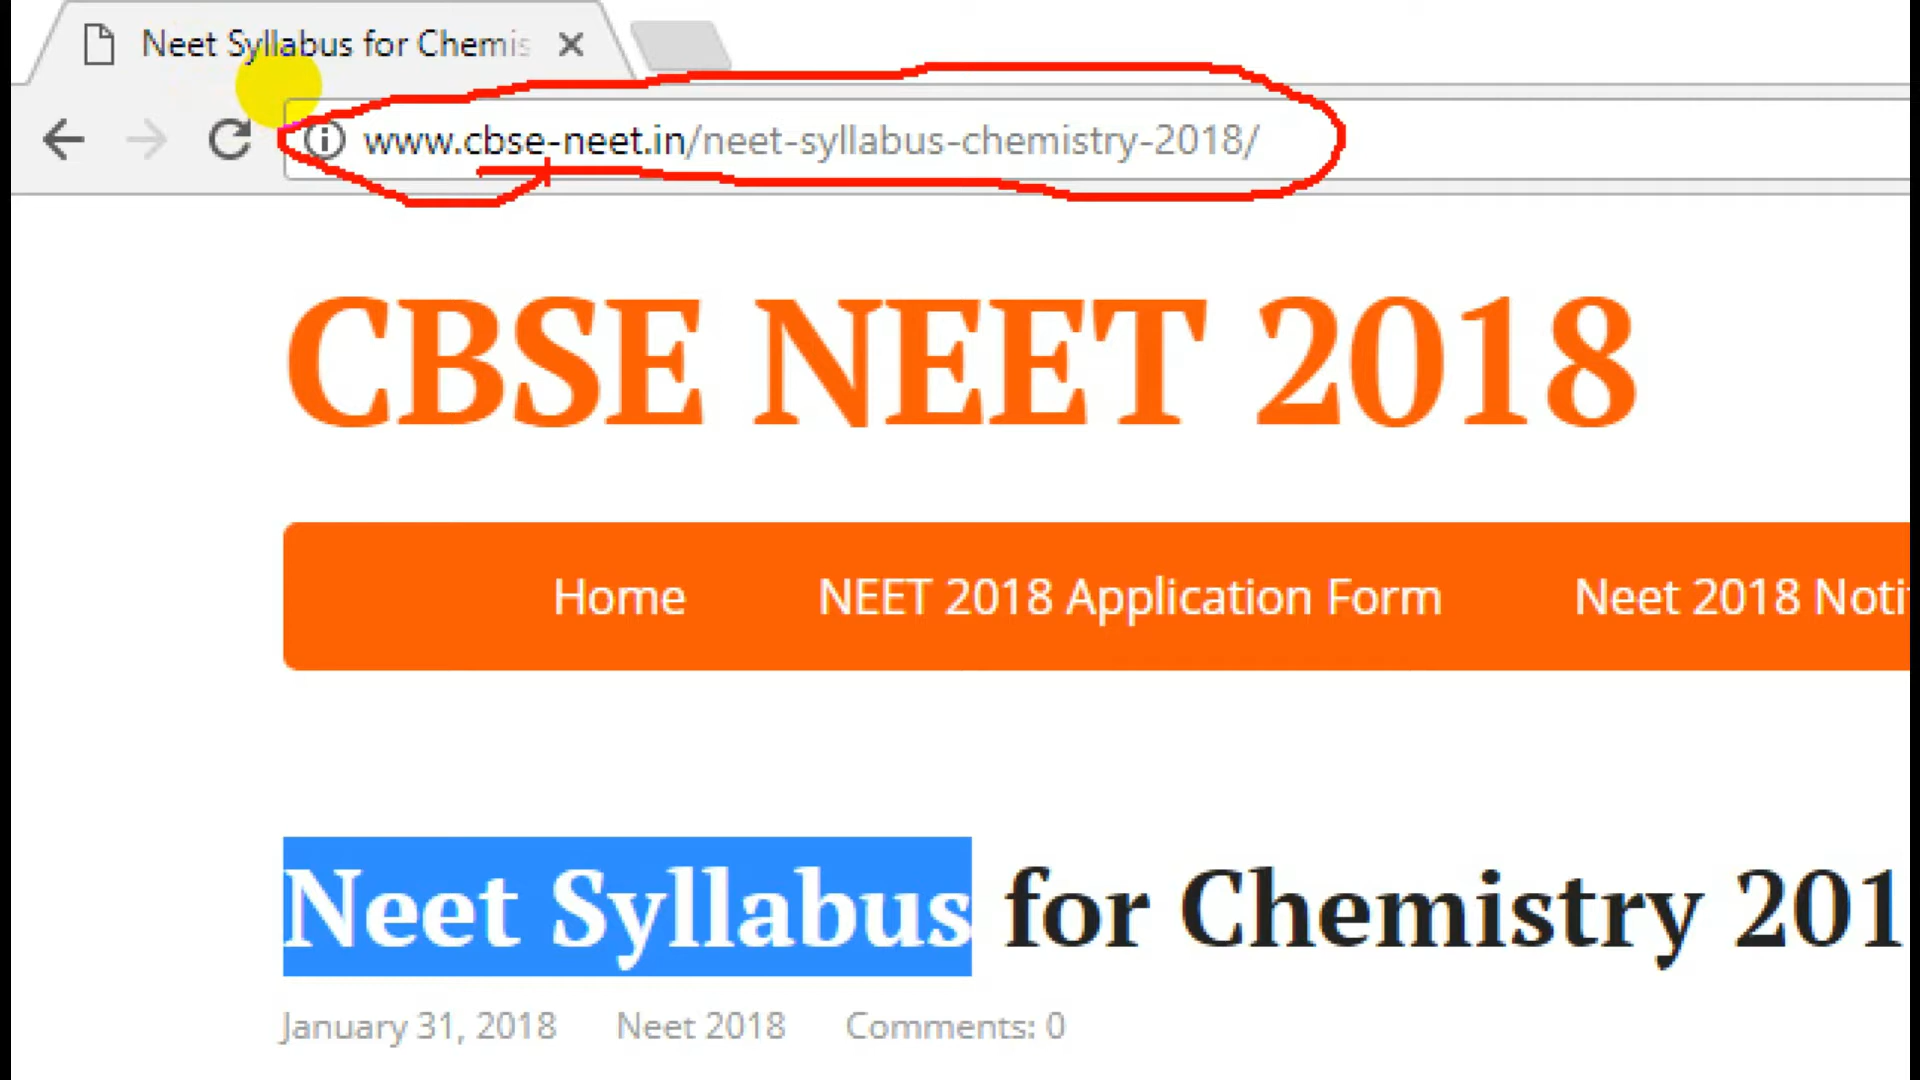 Neet Syllabus for Chemis
www.cbse-neet.in/neet-syllabus-chemistry-2018/
CBSE NEET 2018
Home NEET 2018 Application Form Neet 2018 Noti
Neet Syllabus for Chemistry 201
January 31, 2018 Neet 2018 Comments: 0